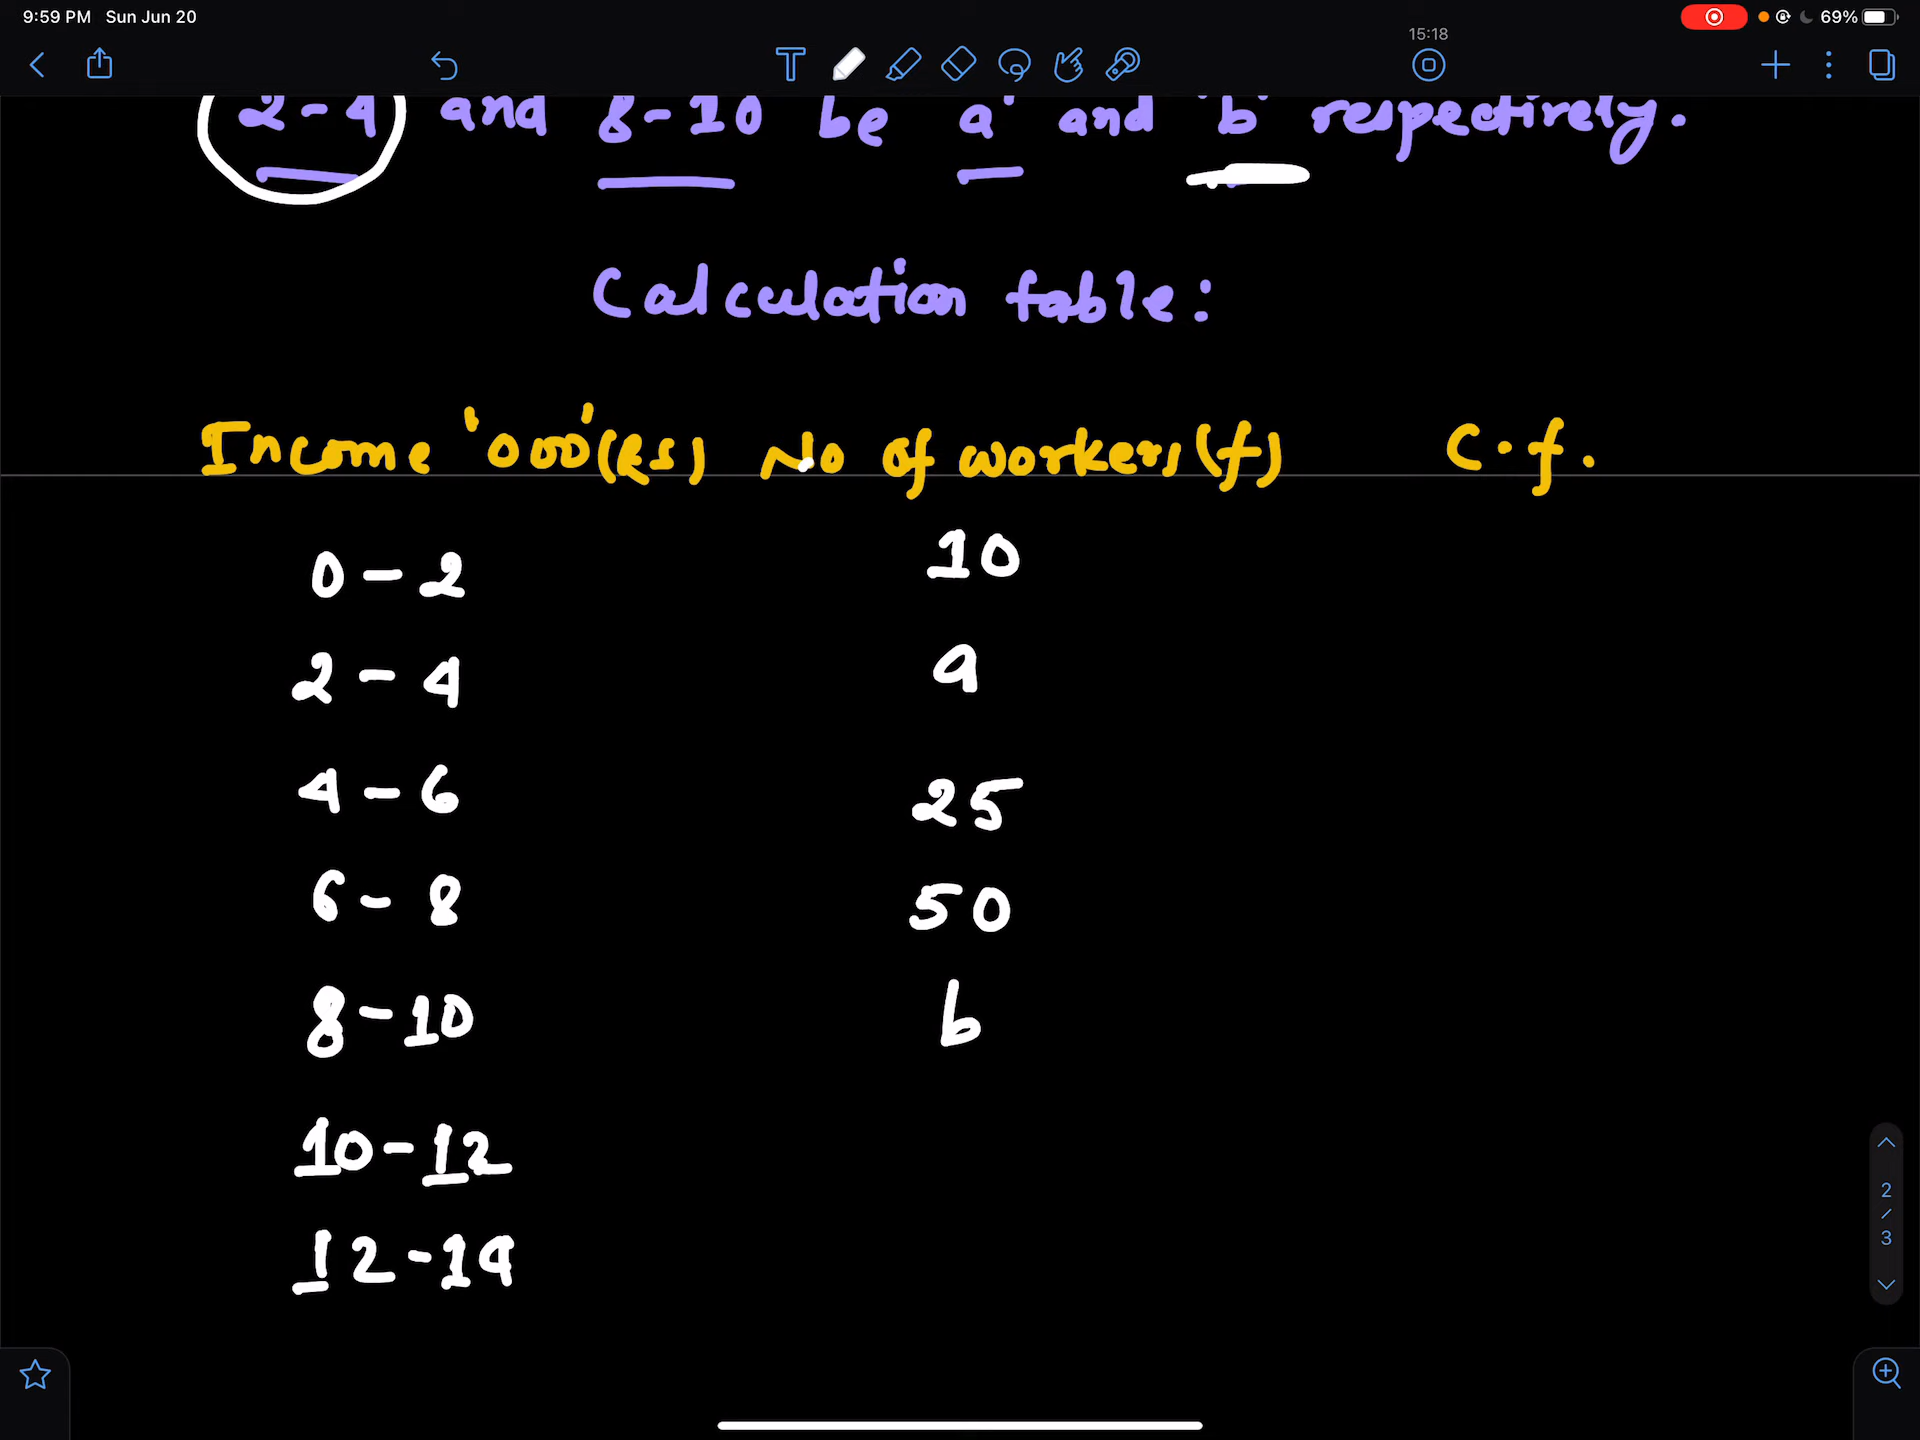 9:59 PM Sun Jun 20
69%
15:18
2-4 and 8-10 be a' and 'b' respectively.
Calculation table:
Income '000'(Rs) No of workers(f) C.f.
0-2 10
2-4 a
4-6 25
6-8 50
8-10 b
10-12
12-14
2
/
3